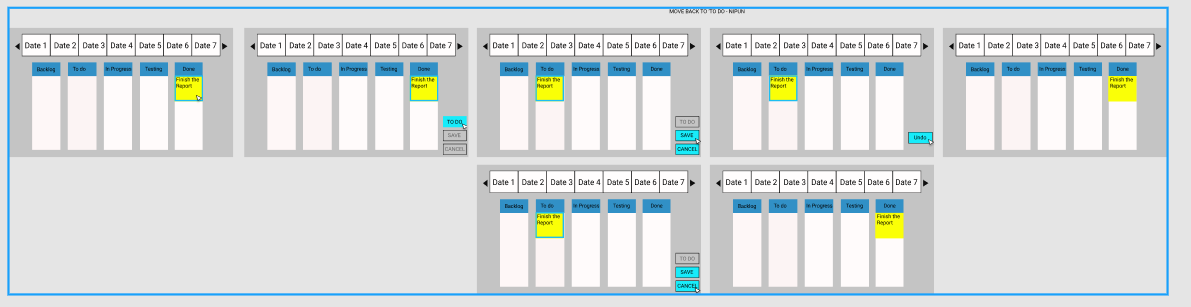 MOVE BACK TO 'TO DO - NIPUN
Date 1 Date 2 Date 3 Date 4 Date 5 Date 6 Date 7
Backlog To do In Progress Testing Done
Finish the
Report
Date 1 Date 2 Date 3 Date 4 Date 5 Date 6 Date 7
Backlog To do In Progress Testing Done
Finish the
Report
TO DO
SAVE
CANCEL
Date 1 Date 2 Date 3 Date 4 Date 5 Date 6 Date 7
Backlog To do In Progress Testing Done
Finish the
Report
TO DO
SAVE
CANCEL
Date 1 Date 2 Date 3 Date 4 Date 5 Date 6 Date 7
Backlog To do In Progress Testing Done
Finish the
Report
Undo
Date 1 Date 2 Date 3 Date 4 Date 5 Date 6 Date 7
Backlog To do In Progress Testing Done
Finish the
Report
Date 1 Date 2 Date 3 Date 4 Date 5 Date 6 Date 7
Backlog To do In Progress Testing Done
Finish the
Report
TO DO
SAVE
CANCEL
Date 1 Date 2 Date 3 Date 4 Date 5 Date 6 Date 7
Backlog To do In Progress Testing Done
Finish the
Report